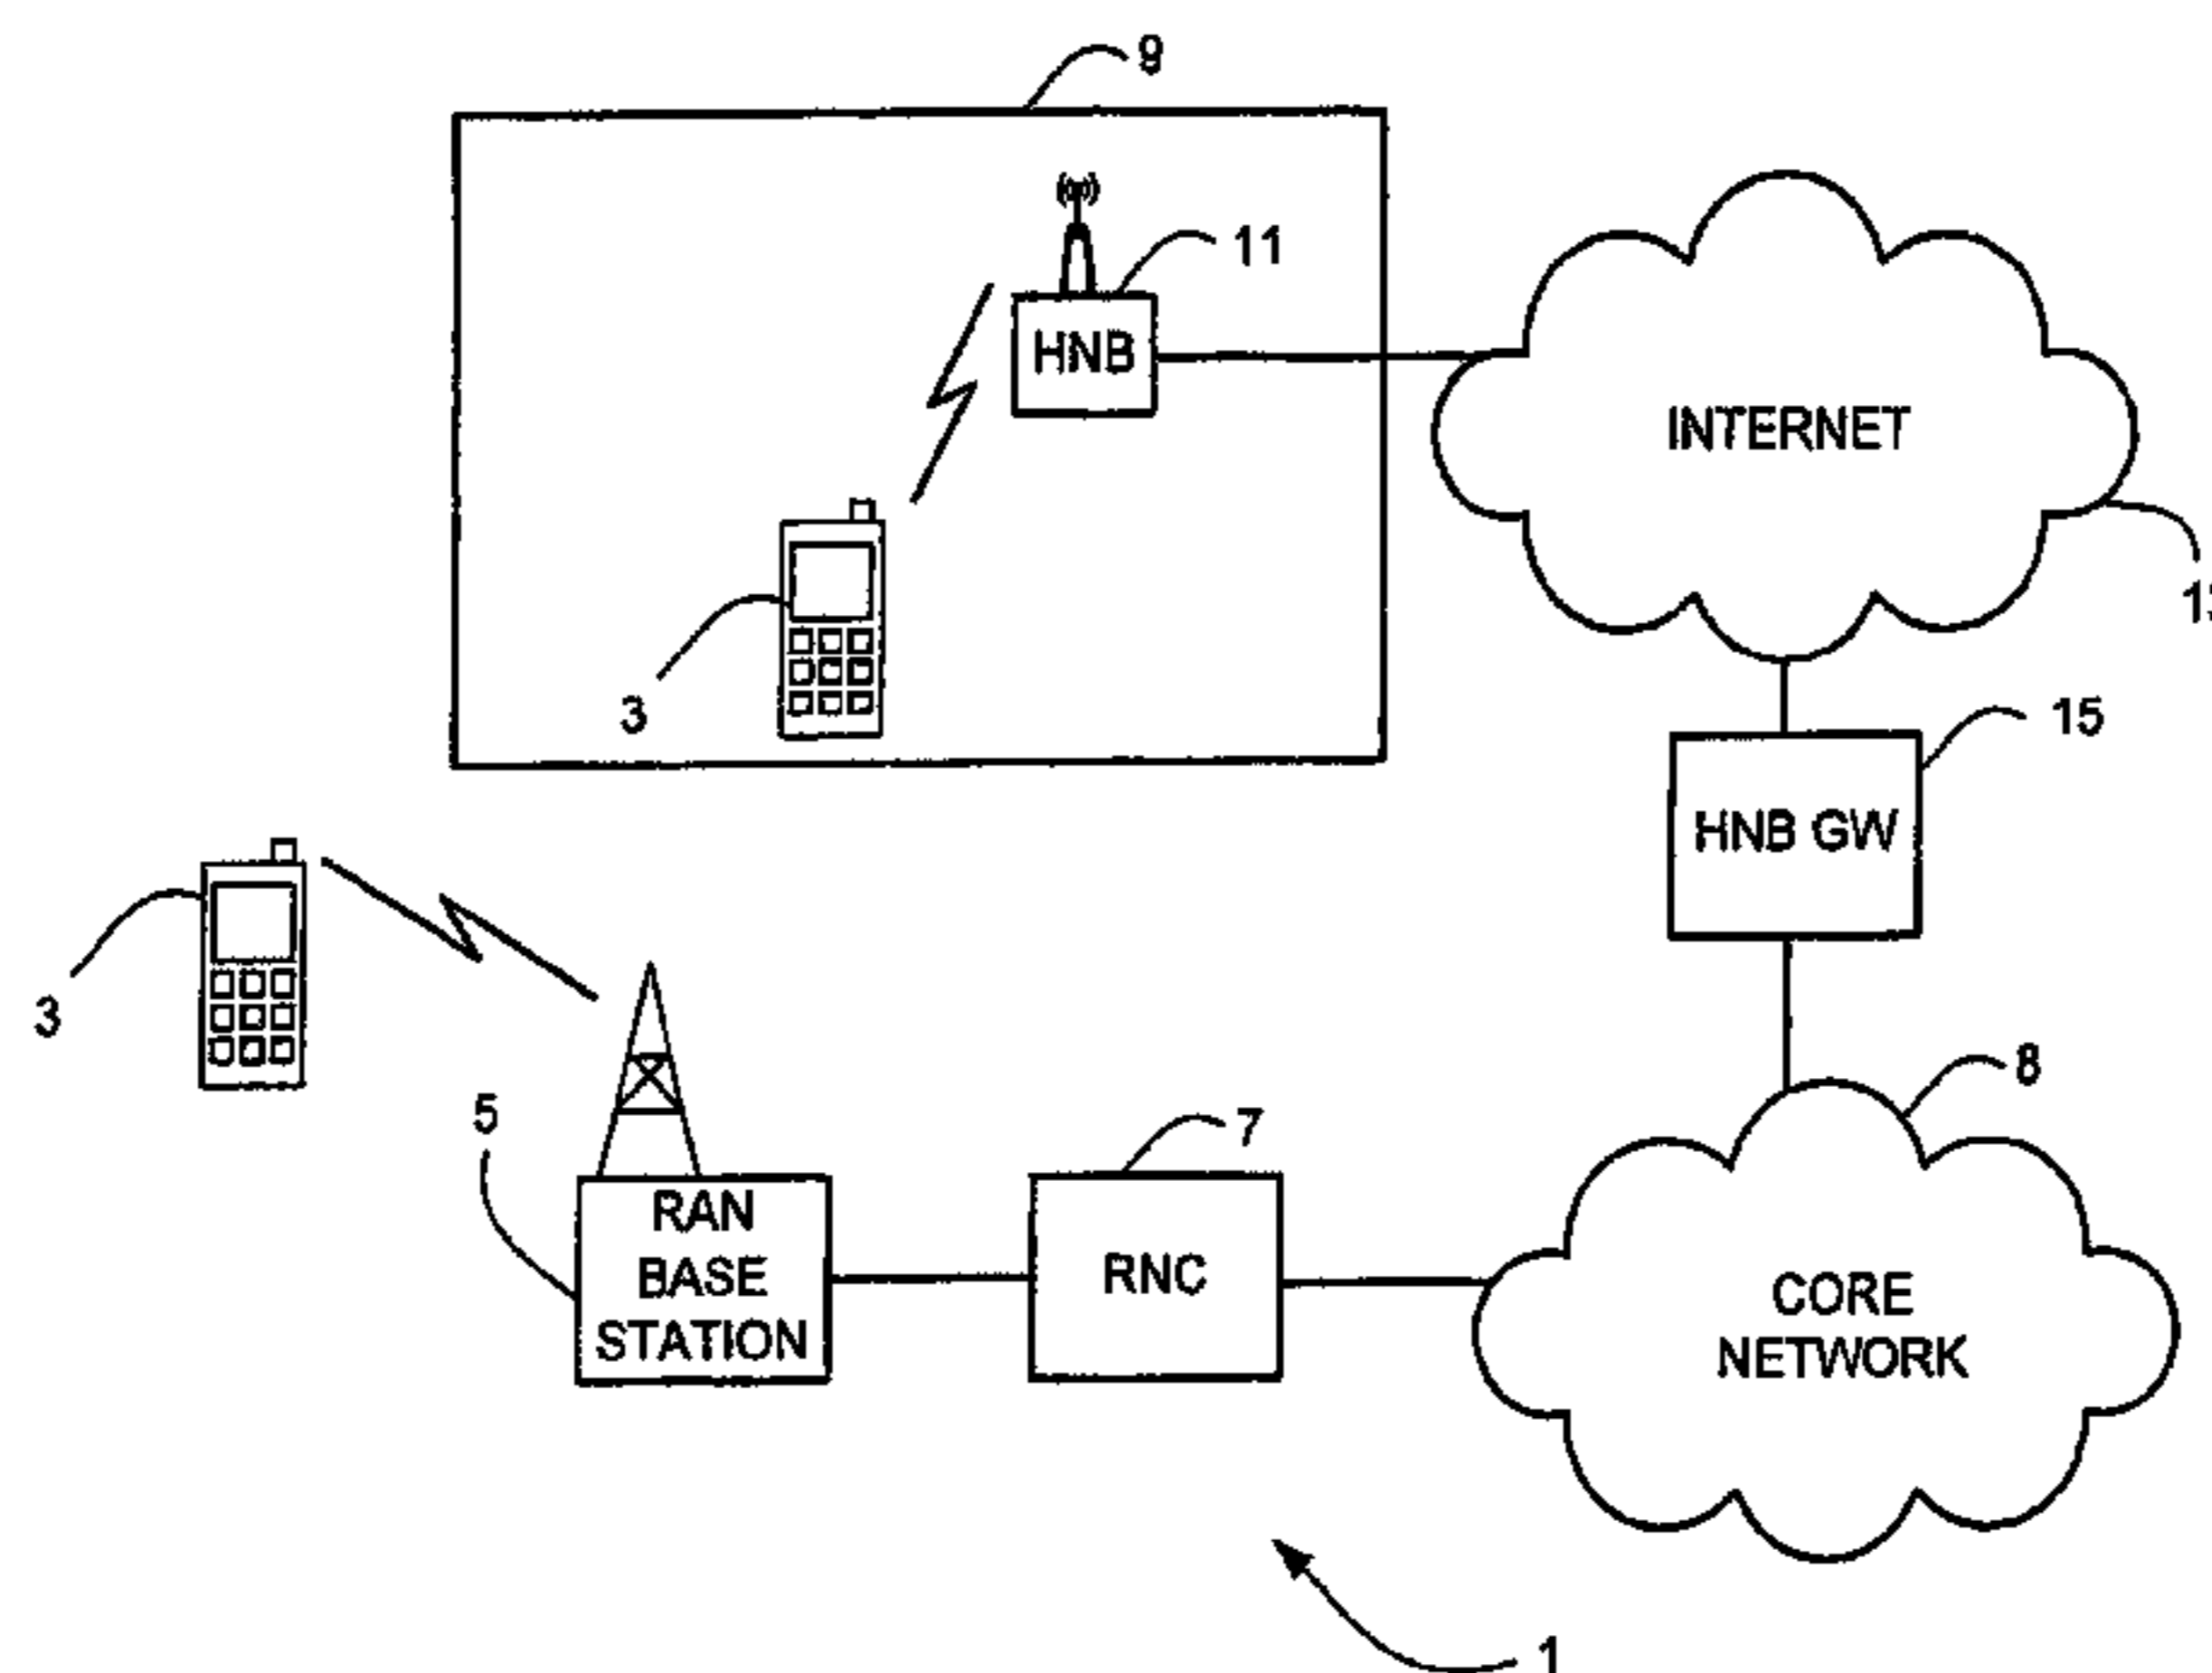 9
11
HNB
INTERNET
3
15
HNB GW
3
8
5
7
RAN
BASE
STATION
RNC
CORE
NETWORK
1